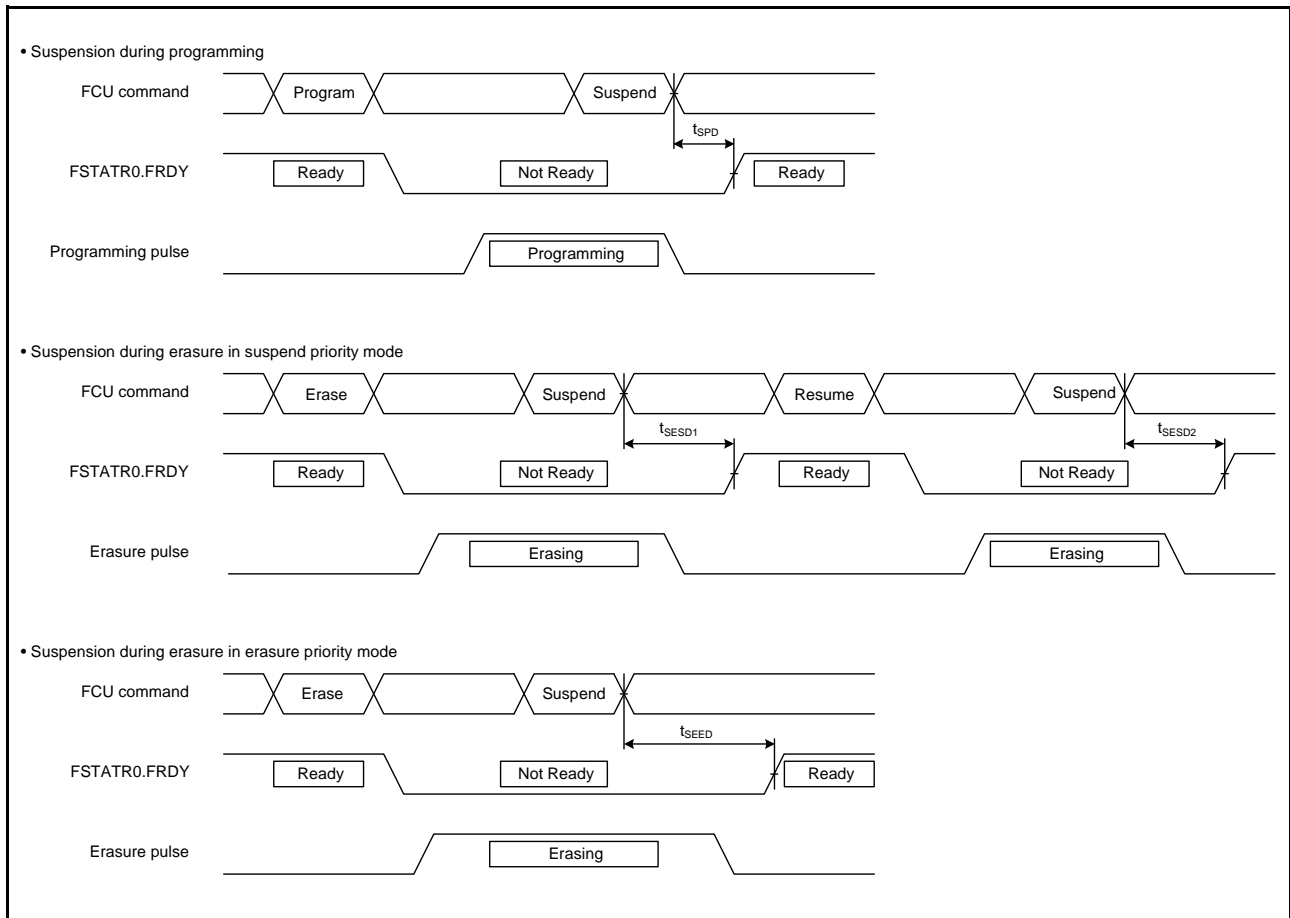 • Suspension during programming
FCU command Program Suspend
tSPD
FSTATR0.FRDY Ready Not Ready Ready
Programming pulse Programming
• Suspension during erasure in suspend priority mode
FCU command Erase Suspend Resume Suspend
tSESD1 tSESD2
FSTATR0.FRDY Ready Not Ready Ready Not Ready
Erasure pulse Erasing Erasing
• Suspension during erasure in erasure priority mode
FCU command Erase Suspend
tSEED
FSTATR0.FRDY Ready Not Ready Ready
Erasure pulse Erasing